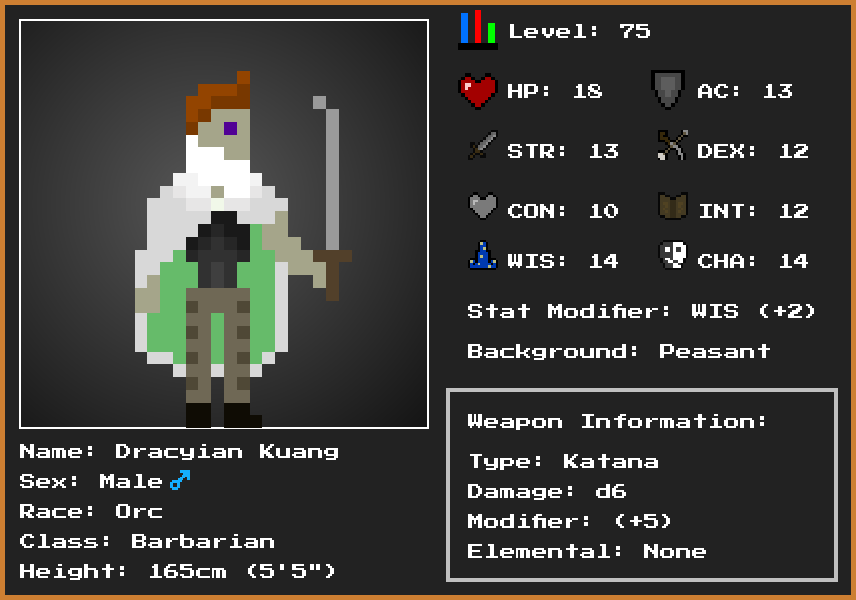 Level: 75
HP: 18
AC: 13
STR: 13
DEX: 12
CON: 10
INT: 12
WIS: 14
CHA: 14
Stat Modifier: WIS (+2)
Background: Peasant
Weapon Information:
Type: Katana
Damage: d6
Modifier: (+5)
Elemental: None
Name: Dracyian Kuang
Sex: Male♂
Race: Orc
Class: Barbarian
Height: 165cm (5'5")